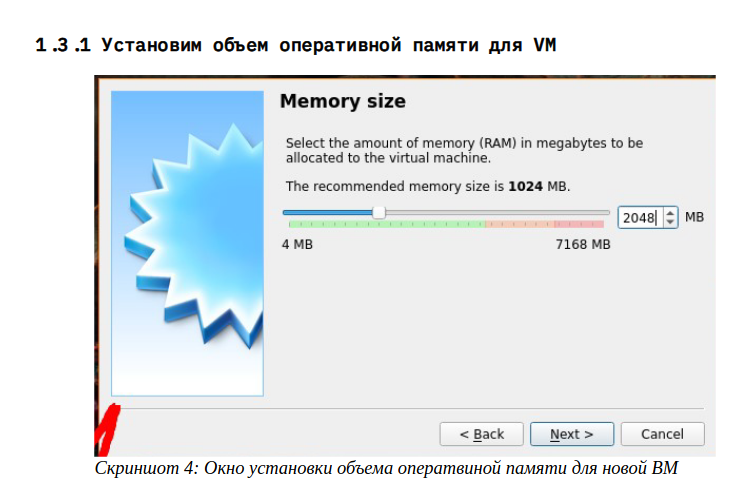 1.3.1 Установим объем оперативной памяти для VM
Memory size
Select the amount of memory (RAM) in megabytes to be
allocated to the virtual machine.
The recommended memory size is 1024 MB.
2048 MB
4 MB 7168 MB
< Back Next > Cancel
Скриншот 4: Окно установки объема оператвиной памяти для новой ВМ